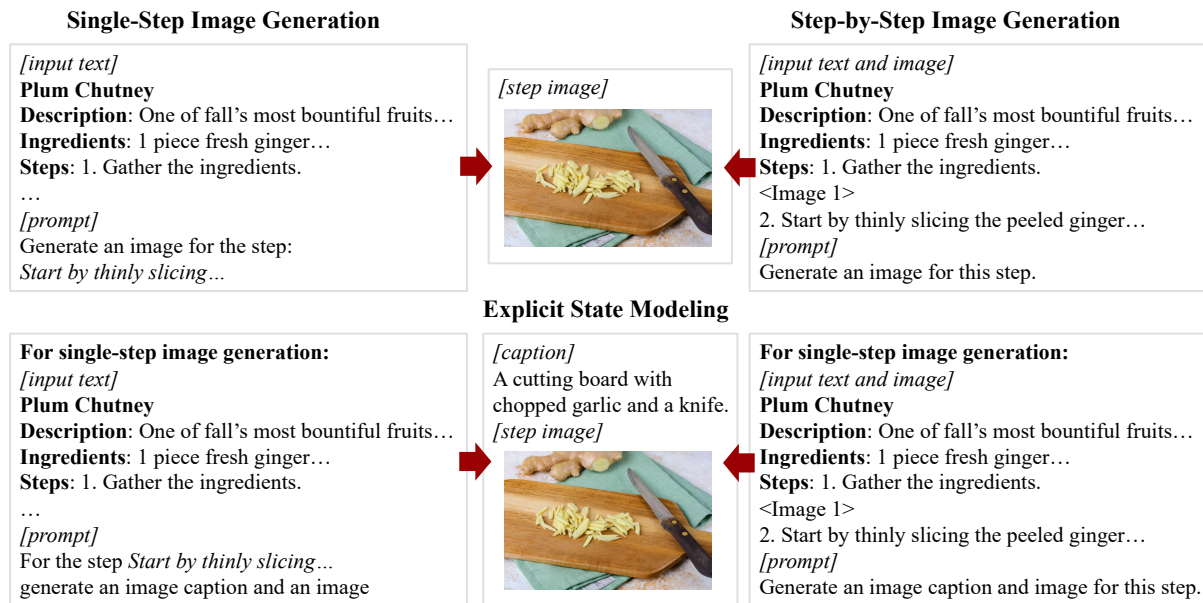 Single-Step Image Generation
[input text]
Plum Chutney
Description: One of fall's most bountiful fruits…
Ingredients: 1 piece fresh ginger…
Steps: 1. Gather the ingredients.
…
[prompt]
Generate an image for the step:
Start by thinly slicing…
[step image]
Step-by-Step Image Generation
[input text and image]
Plum Chutney
Description: One of fall's most bountiful fruits…
Ingredients: 1 piece fresh ginger…
Steps: 1. Gather the ingredients.
<Image 1>
2. Start by thinly slicing the peeled ginger…
[prompt]
Generate an image for this step.
Explicit State Modeling
For single-step image generation:
[input text]
Plum Chutney
Description: One of fall's most bountiful fruits…
Ingredients: 1 piece fresh ginger…
Steps: 1. Gather the ingredients.
…
[prompt]
For the step Start by thinly slicing…
generate an image caption and an image
[caption]
A cutting board with
chopped garlic and a knife.
[step image]
For single-step image generation:
[input text and image]
Plum Chutney
Description: One of fall's most bountiful fruits…
Ingredients: 1 piece fresh ginger…
Steps: 1. Gather the ingredients.
<Image 1>
2. Start by thinly slicing the peeled ginger…
[prompt]
Generate an image caption and image for this step.